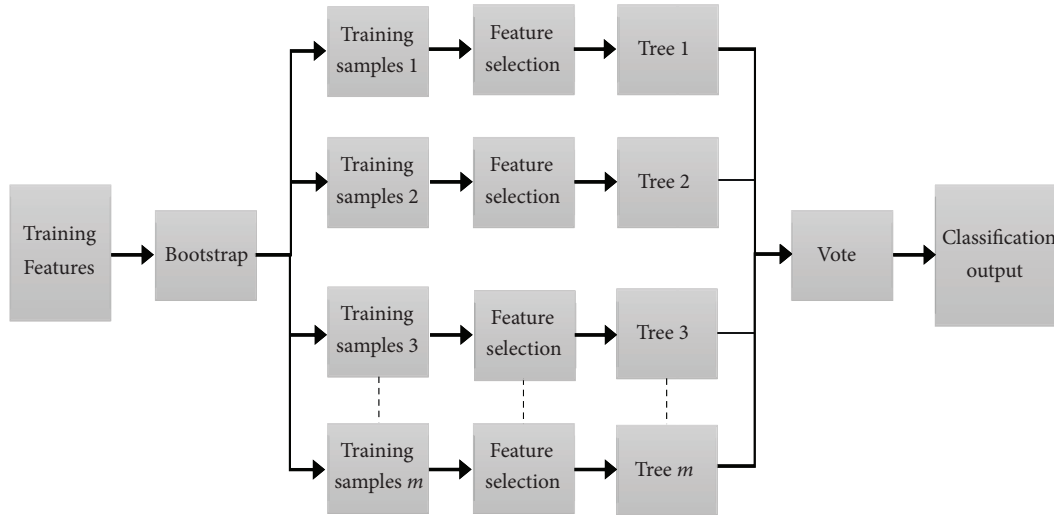 Training
samples 1
Feature
selection
Tree 1
Training
samples 2
Feature
selection
Tree 2
Training
Features
Bootstrap
Vote
Classification
output
Training
samples 3
Feature
selection
Tree 3
Training
samples m
Feature
selection
Tree m